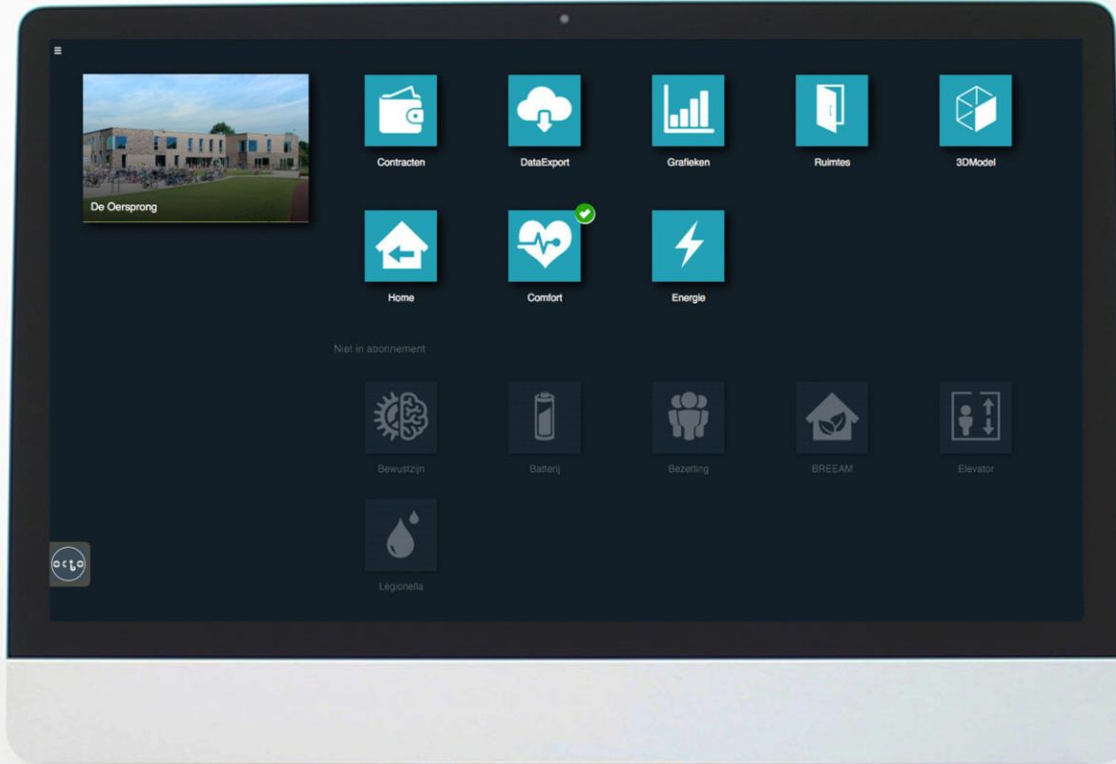 De Oersprong
Contracten
DataExport
Grafieken
Ruimtes
3DModel
Home
Comfort
Energie
Niet in abonnement
Bewustzijn
Batterij
Bezetting
BREEAM
Elevator
Legionella
octo